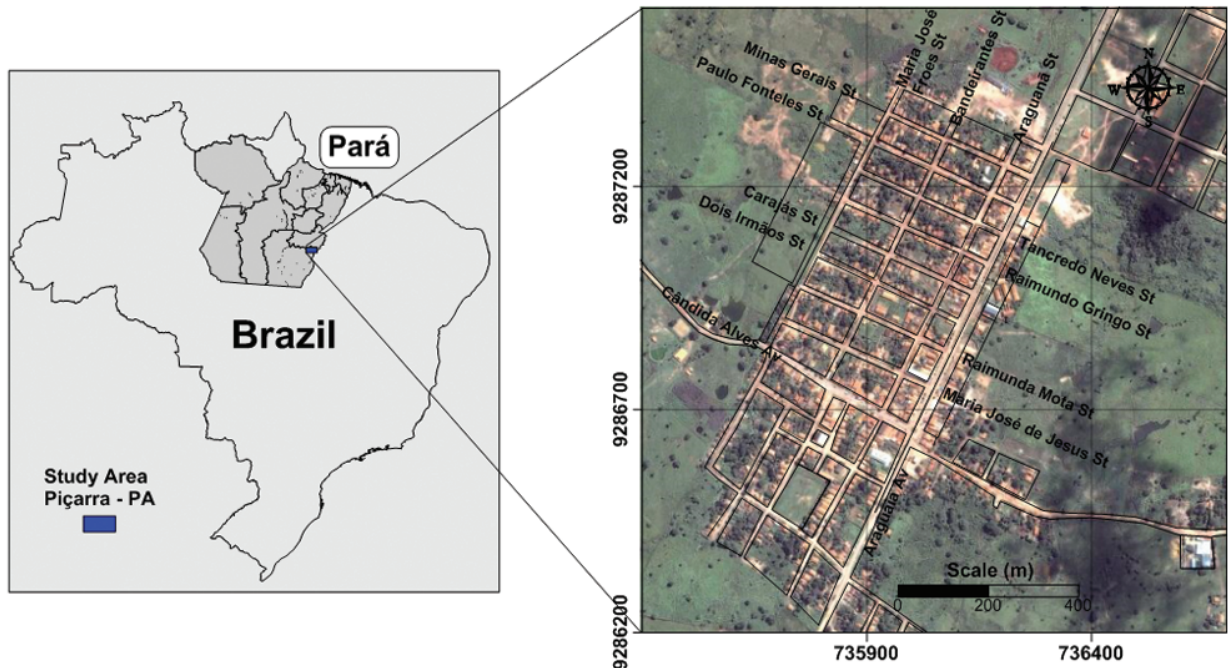 Pará
Brazil
Study Area
Piçarra - PA
Minas Gerais St
Paulo Fonteles St
Maria José
Froes St
Bandeirantes St
Araguanã St
N
W
E
S
Carajás St
Dois Irmãos St
Cândida Alves Av
Tancredo Neves St
Raimundo Gringo St
Raimunda Mota St
Maria José de Jesus St
Araguaia Av
Scale (m)
0 200 400
9287200
9286700
9286200
735900
736400